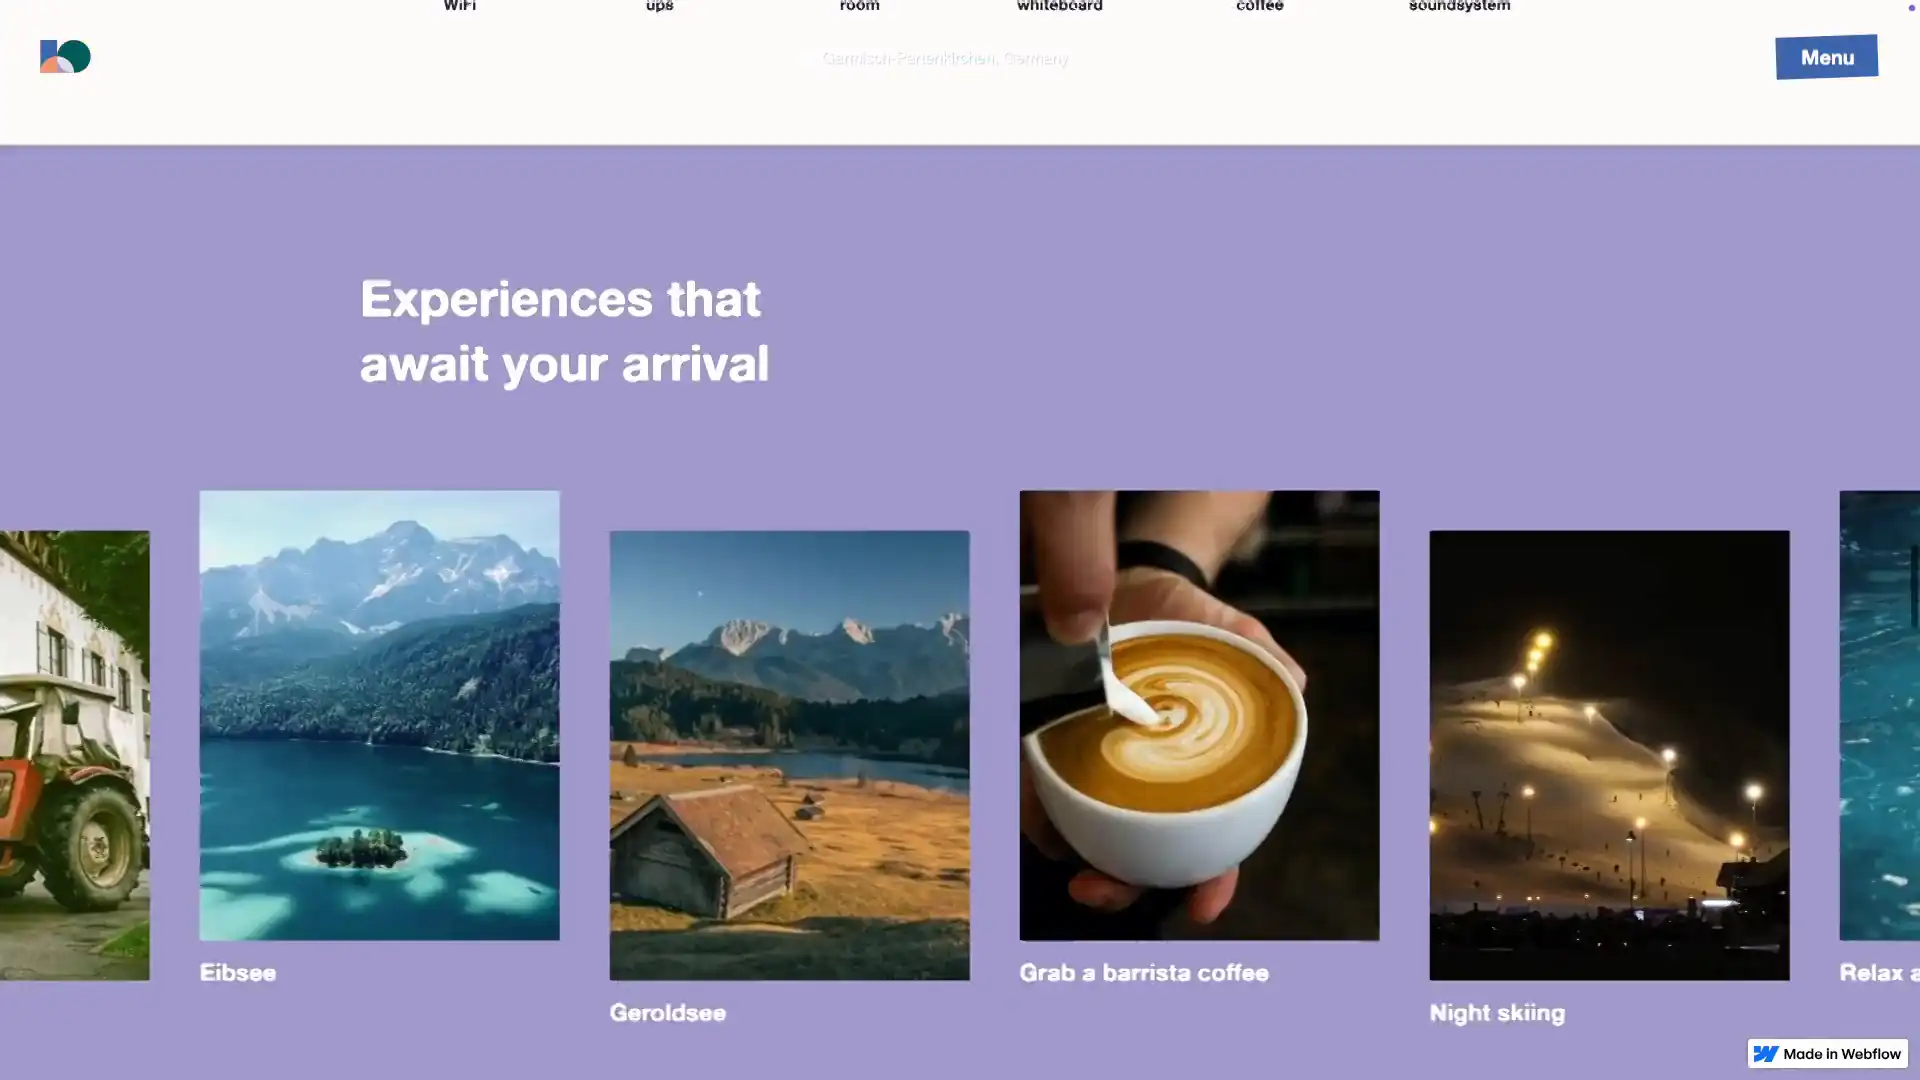 WiFi
ups
room
whiteboard
coffee
soundsystem
Garmisch-Partenkirchen, Germany
Menu
Experiences that
await your arrival
Eibsee
Geroldsee
Grab a barrista coffee
Night skiing
Relax a
Made in Webflow